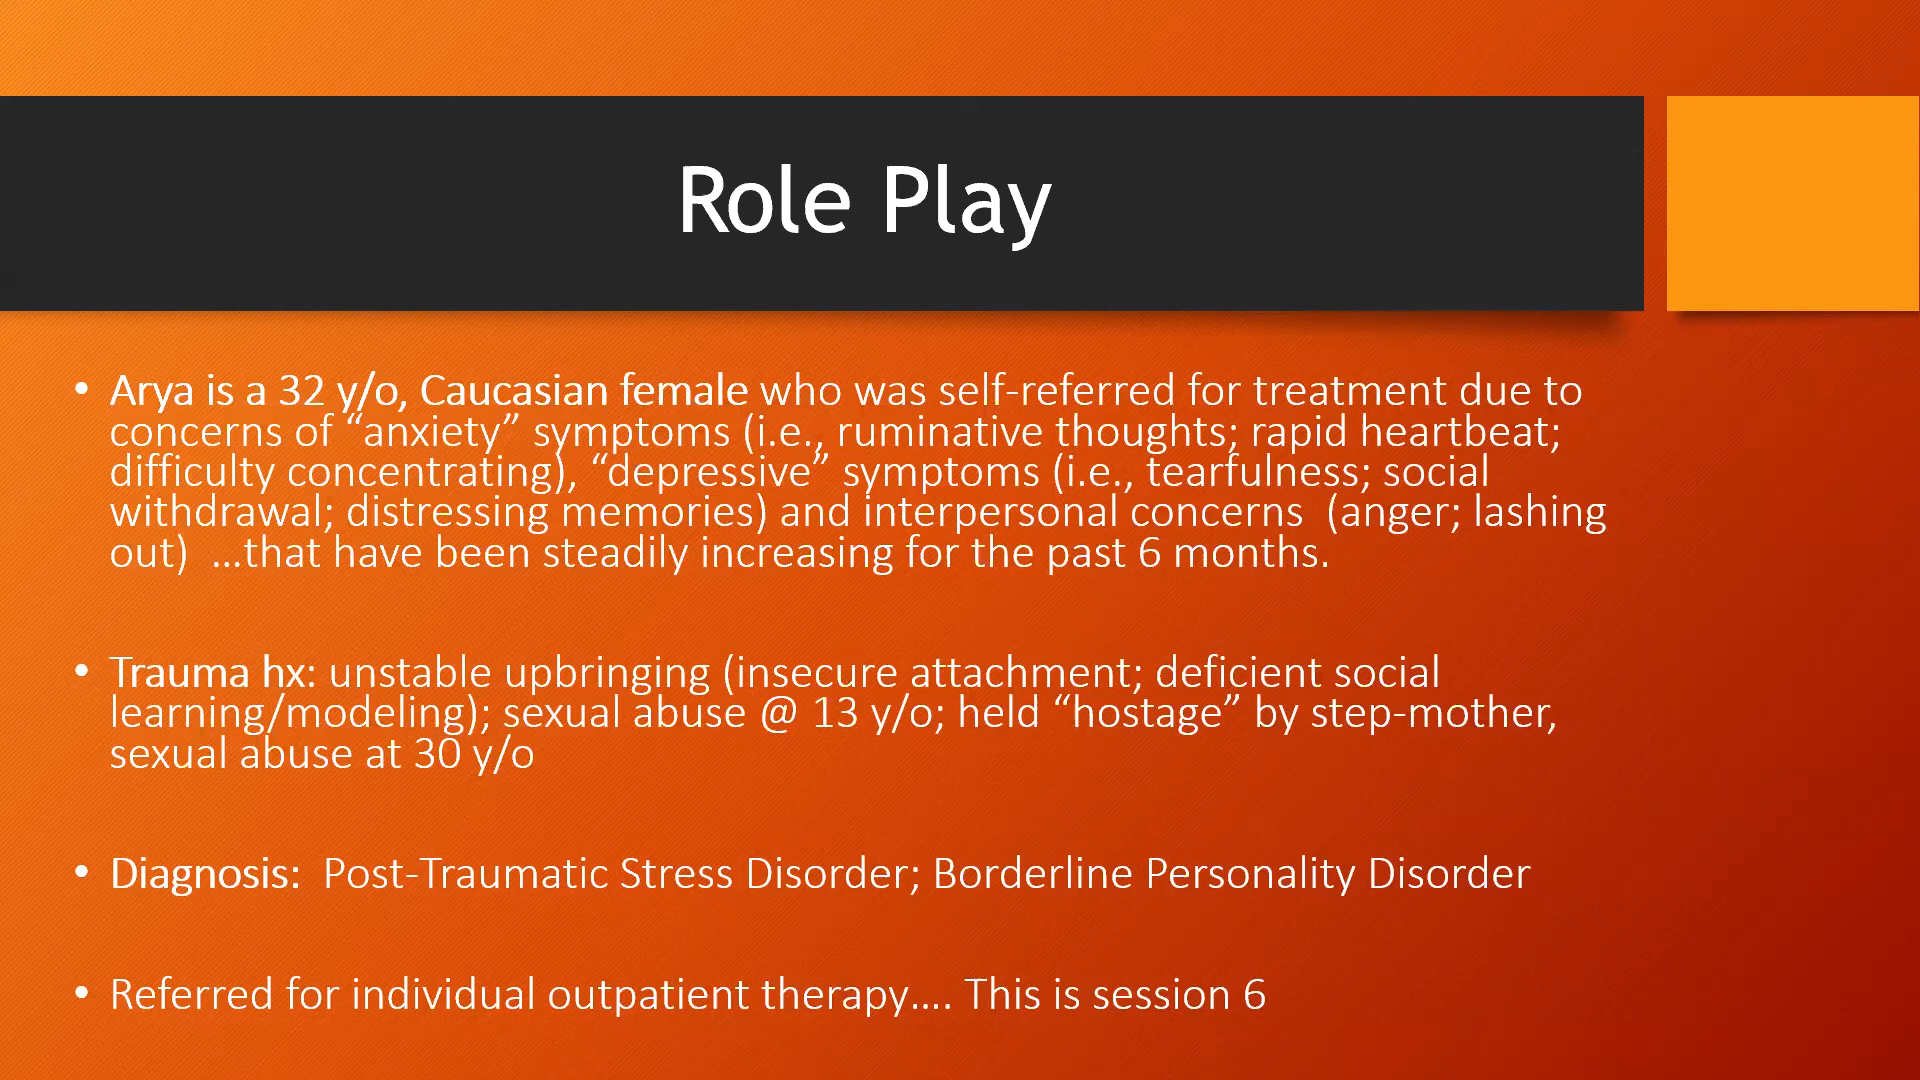 Role Play
• Arya is a 32 y/o, Caucasian female who was self-referred for treatment due to
concerns of “anxiety” symptoms (i.e., ruminative thoughts; rapid heartbeat;
difficulty concentrating), “depressive” symptoms (i.e., tearfulness; social
withdrawal; distressing memories) and interpersonal concerns  (anger; lashing
out)  …that have been steadily increasing for the past 6 months.
• Trauma hx: unstable upbringing (insecure attachment; deficient social
learning/modeling); sexual abuse @ 13 y/o; held “hostage” by step-mother,
sexual abuse at 30 y/o
• Diagnosis:  Post-Traumatic Stress Disorder; Borderline Personality Disorder
• Referred for individual outpatient therapy…. This is session 6